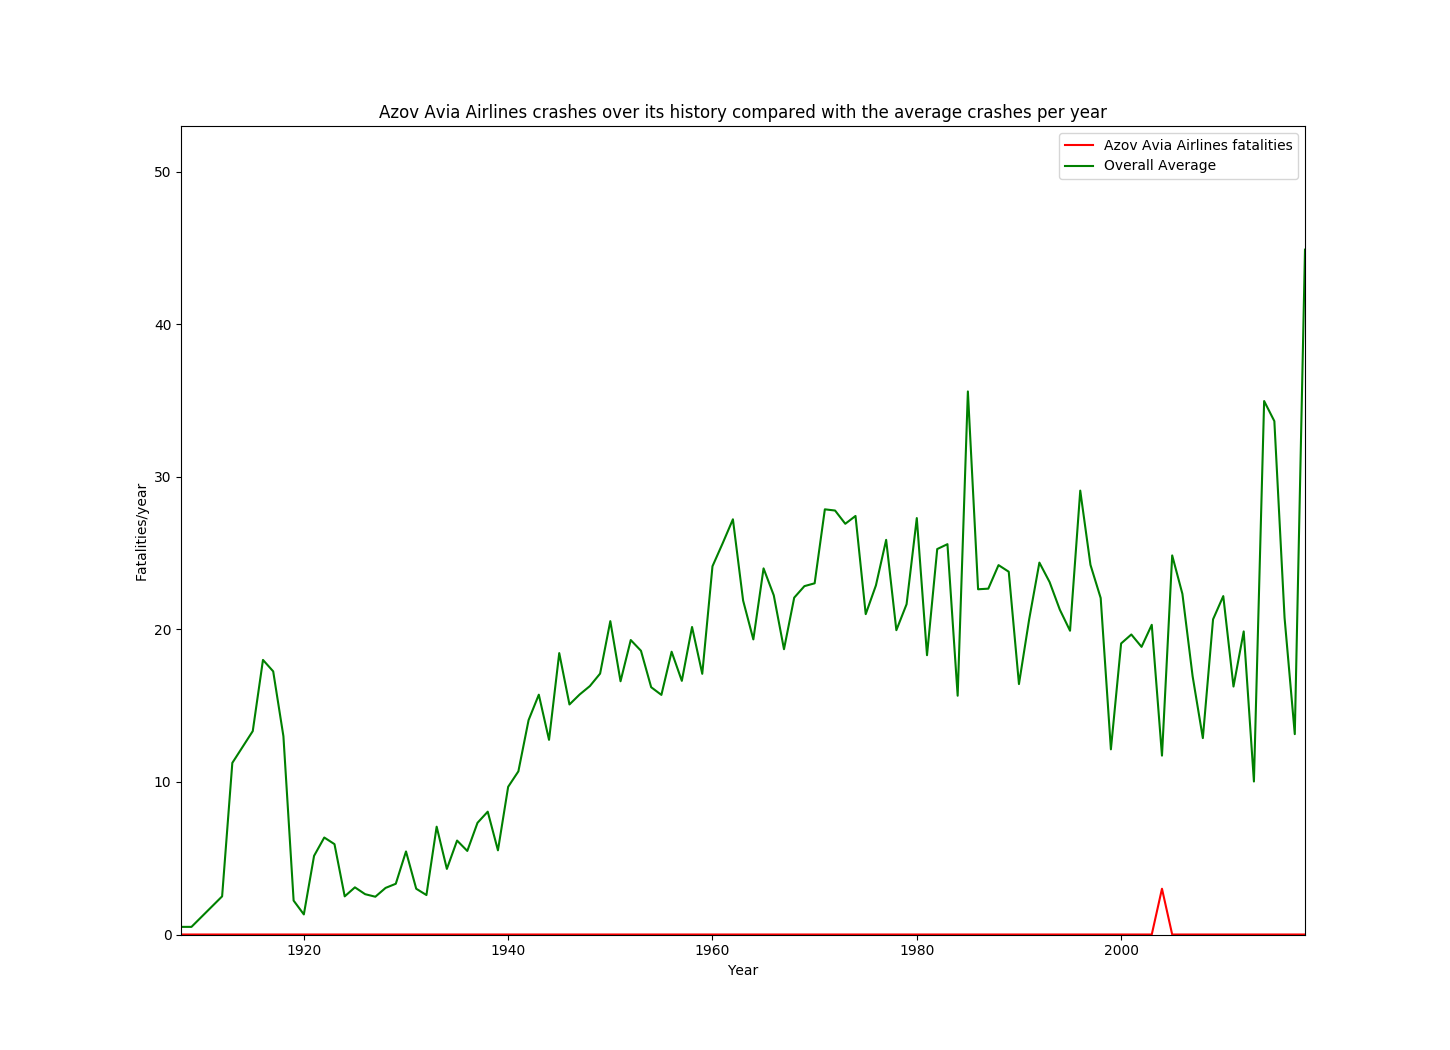 Azov Avia Airlines crashes over its history compared with the average crashes per year
Azov Avia Airlines fatalities
Overall Average
50
40
30
20
10
0
Fatalities/year
1920 1940 1960 1980 2000
Year